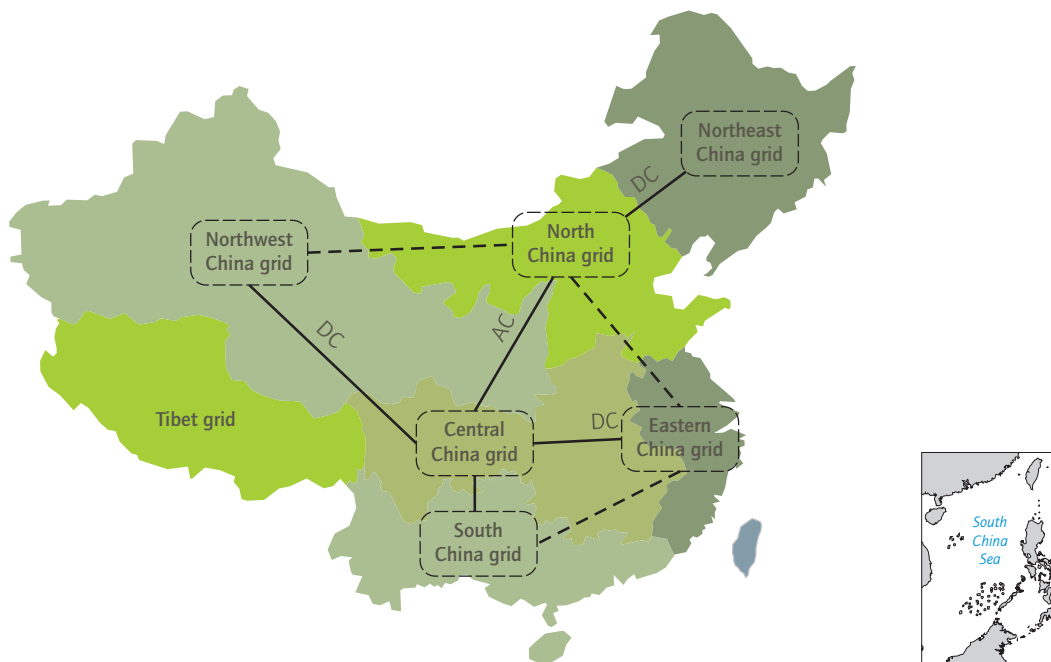 Northeast
China grid
DC
North
China grid
Northwest
China grid
DC
AC
Tibet grid
Central
China grid
DC
Eastern
China grid
South
China grid
South
China
Sea